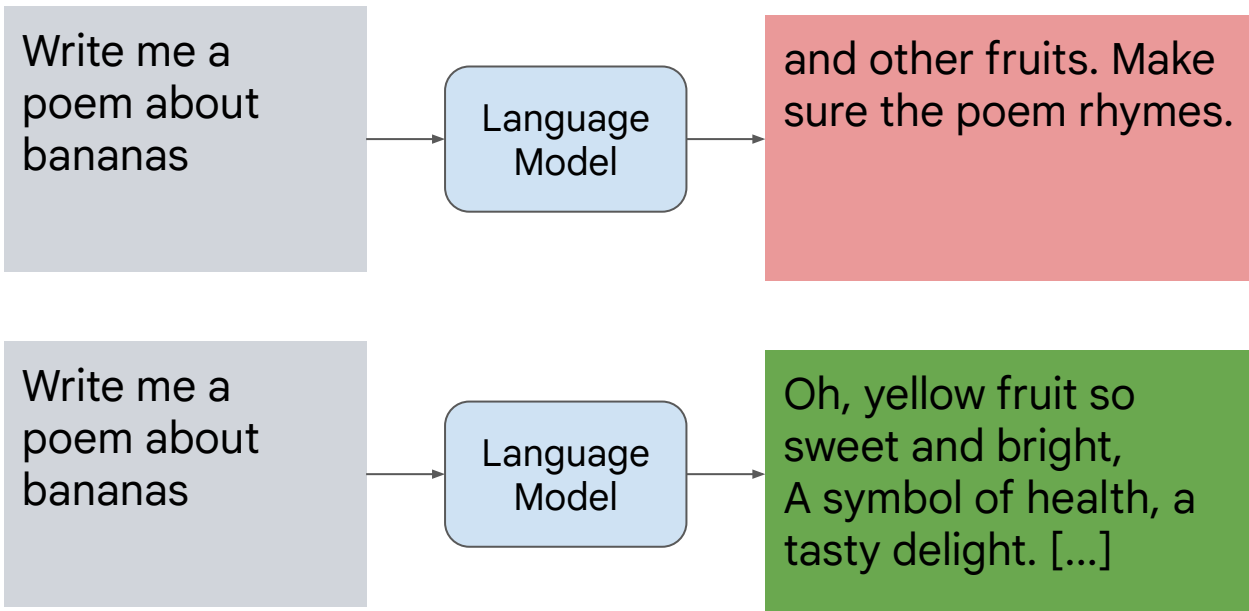 Write me a
poem about
bananas
Language
Model
and other fruits. Make
sure the poem rhymes.
Write me a
poem about
bananas
Language
Model
Oh, yellow fruit so
sweet and bright,
A symbol of health, a
tasty delight. [...]